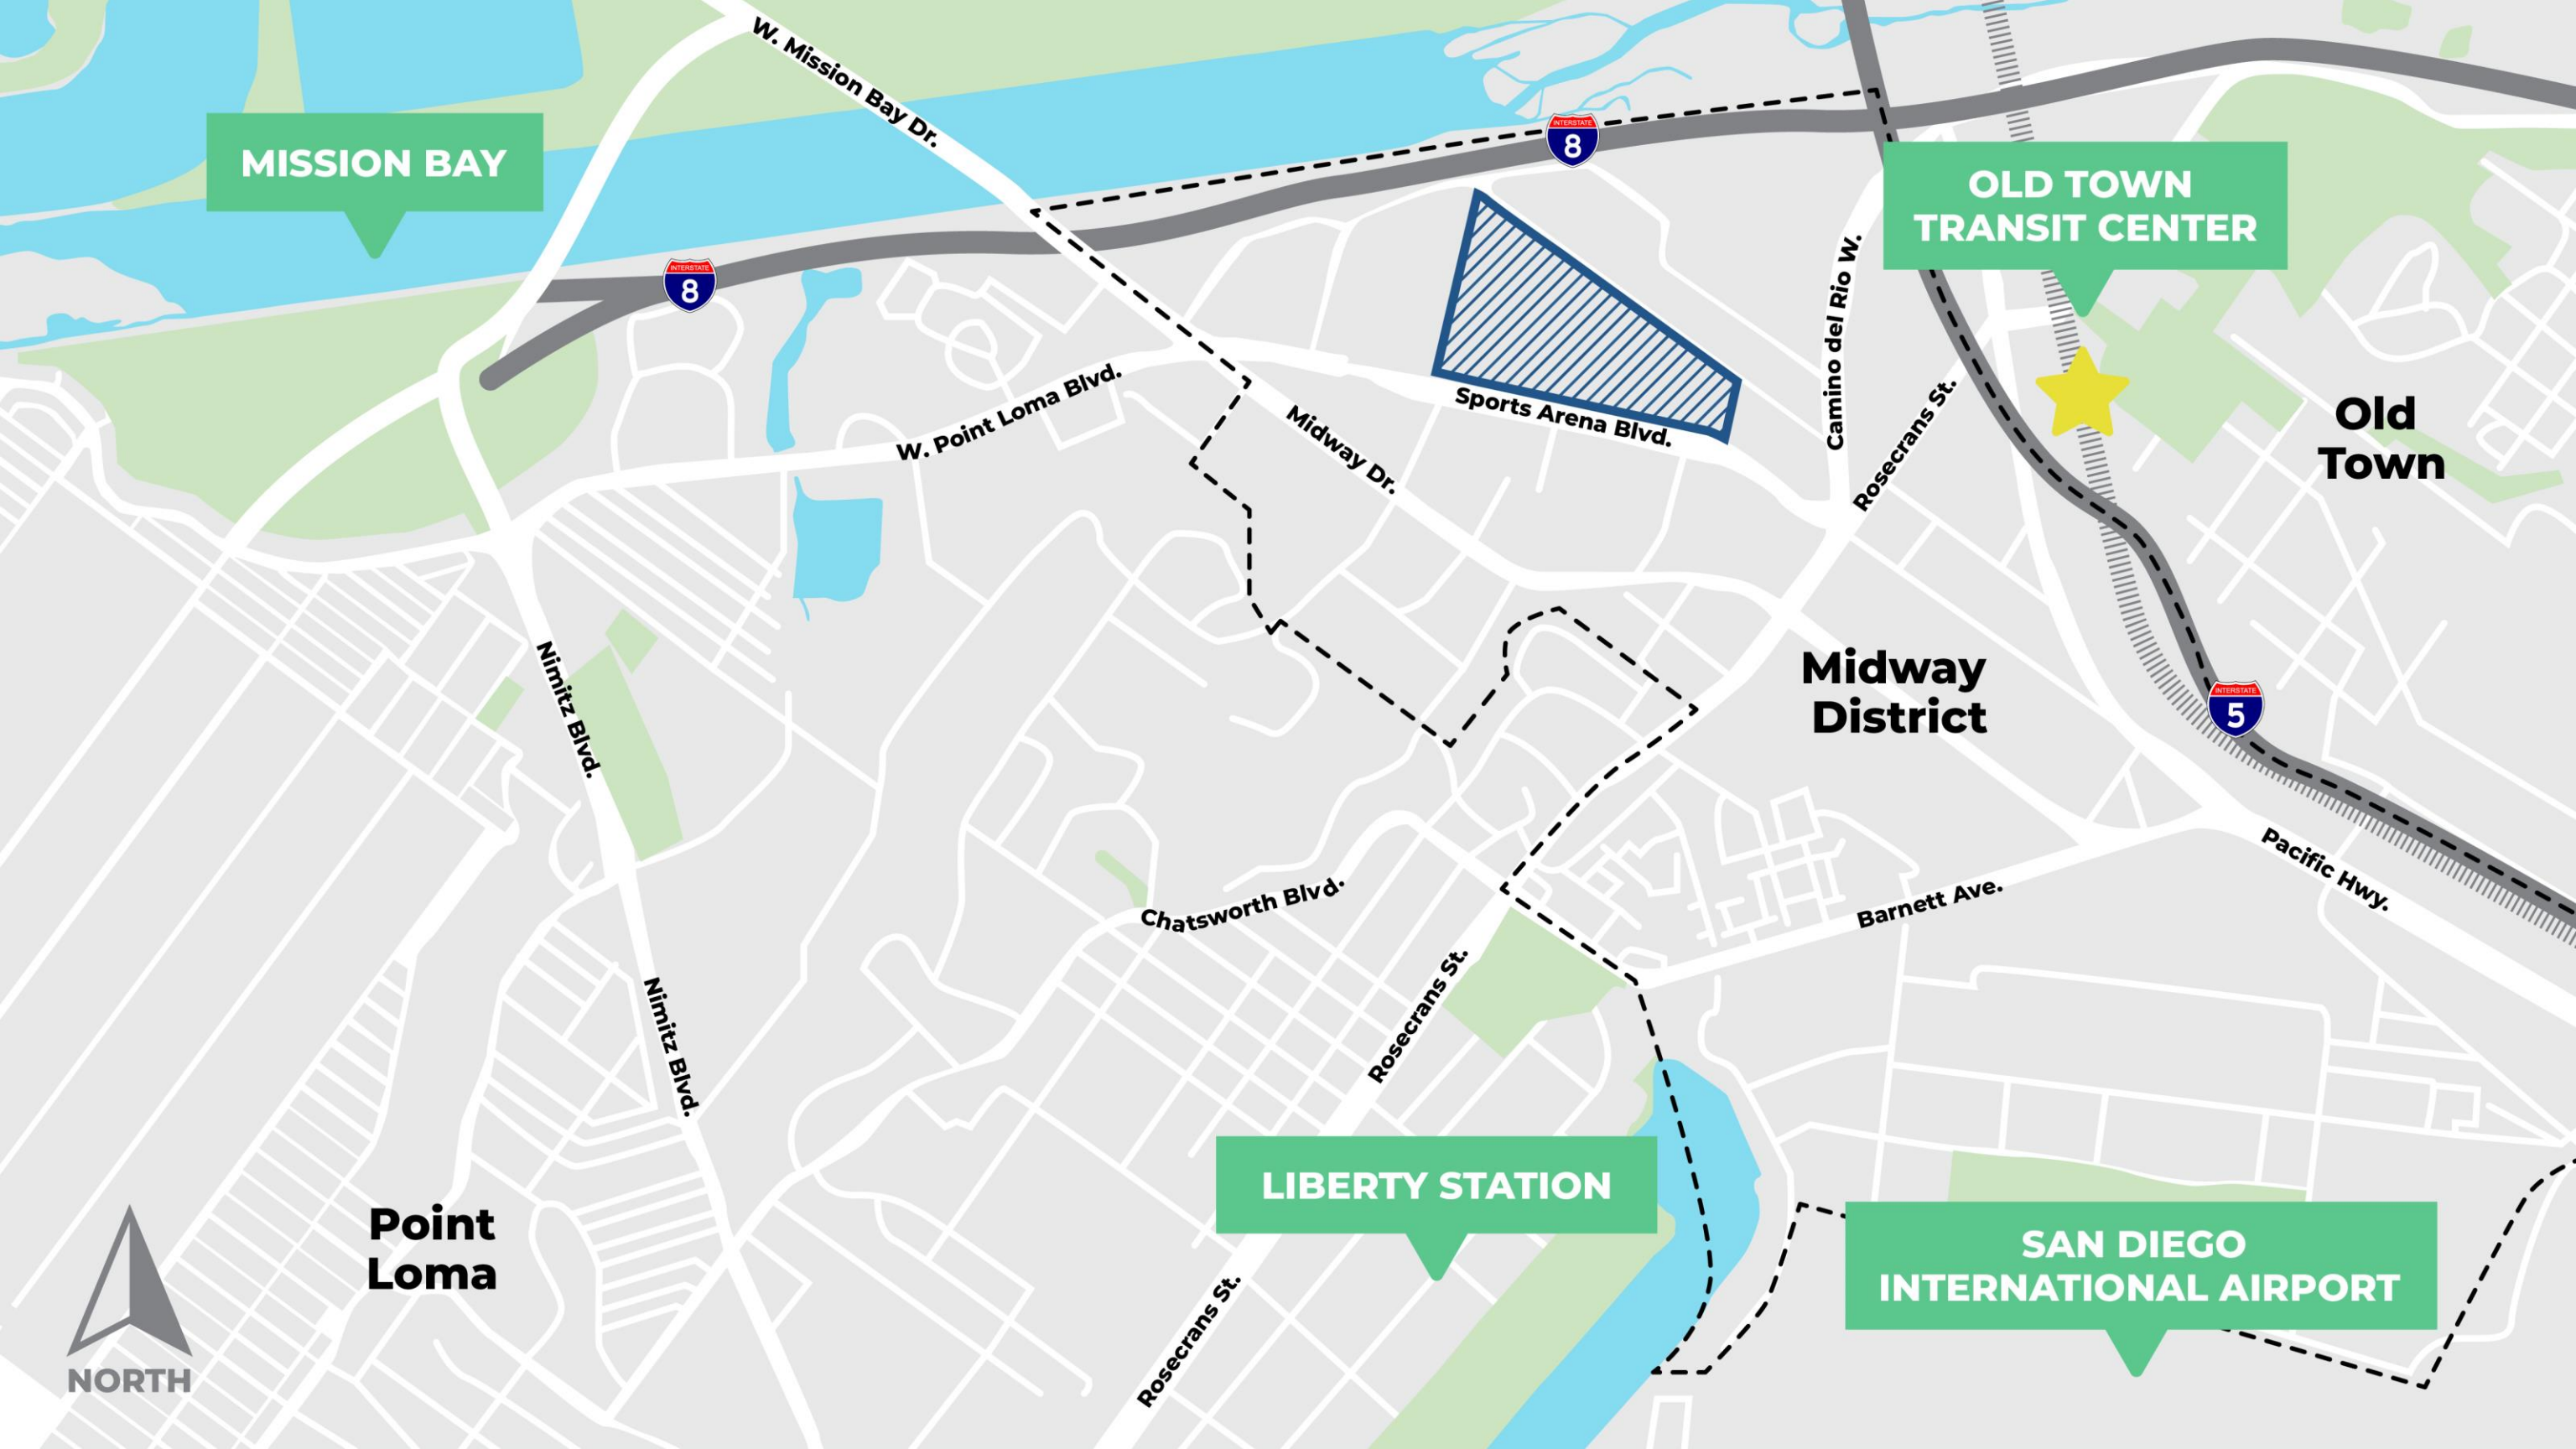 W. Mission Bay Dr.
MISSION BAY
INTERSTATE
8
OLD TOWN
TRANSIT CENTER
INTERSTATE
8
Camino del Rio W.
W. Point Loma Blvd.
Sports Arena Blvd.
Midway Dr.
Rosecrans St.
Old
Town
Nimitz Blvd.
Midway
District
INTERSTATE
5
Chatsworth Blvd.
Barnett Ave.
Pacific Hwy.
Nimitz Blvd.
Rosecrans St.
LIBERTY STATION
Point
Loma
SAN DIEGO
INTERNATIONAL AIRPORT
Rosecrans St.
NORTH